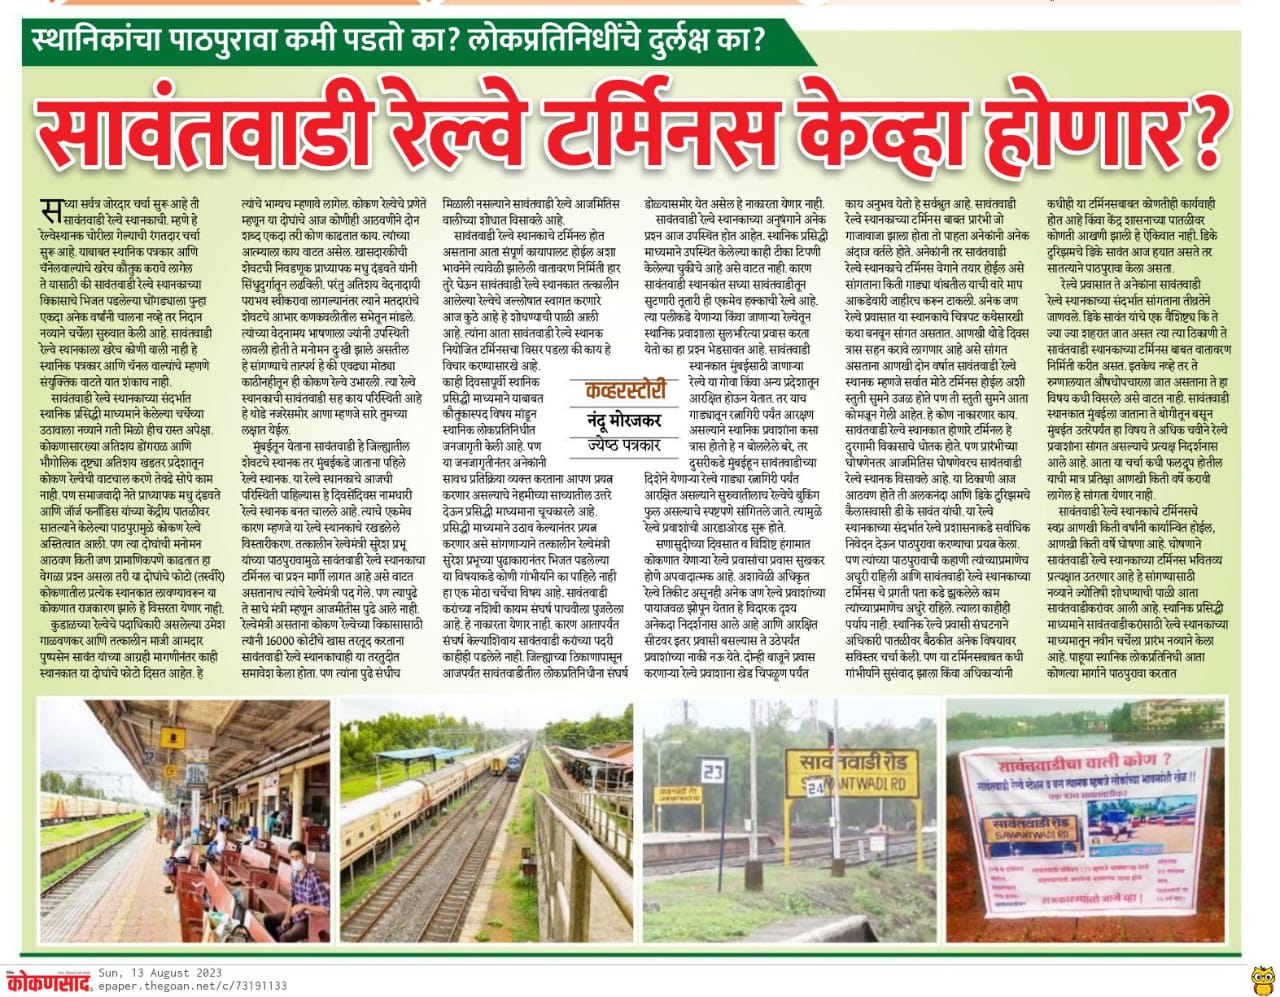 स्थानिकांचा पाठपुरावा कमी पडतो का? लोकप्रतिनिधींचे दुर्लक्ष का?
सावंतवाडी रेल्वे टर्मिनस केव्हा होणार?
सध्या सर्वत्र जोरदार चर्चा सुरू आहे ती
सावंतवाडी रेल्वे स्थानकाची. म्हणे हे
रेल्वेस्थानक चोरीला गेल्याची रंगतदार चर्चा
सुरू आहे. याबाबत स्थानिक पत्रकार आणि
चॅनेलवाल्यांचे खरेच कौतुक करावे लागेल
ते यासाठी की सावंतवाडी रेल्वे स्थानकाच्या
विकासाचे भिजत पडलेल्या घोंगड्याला पुन्हा
एकदा अनेक वर्षांनी चालना नव्हे तर निदान
नव्याने चर्चेला सुरुवात केली आहे. सावंतवाडी
रेल्वे स्थानकाला खरेच कोणी वाली नाही हे
स्थानिक पत्रकार आणि चॅनल वाल्यांचे म्हणणे
संयुक्तिक वाटते यात शंकाच नाही.
सावंतवाडी रेल्वे स्थानकाच्या संदर्भात
स्थानिक प्रसिद्धी माध्यमाने केलेल्या चर्चेच्या
उठावाला नव्याने गती मिळो हीच रास्त अपेक्षा.
कोकणासारख्या अतिशय डोंगराळ आणि
भौगोलिक दृष्ट्या अतिशय खडतर प्रदेशातून
कोकण रेल्वेची वाटचाल करणे तेवढे सोपे काम
नाही. पण समाजवादी नेते प्राध्यापक मधु दंडवते
आणि जॉर्ज फर्नांडिस यांच्या केंद्रीय पातळीवर
सातत्याने केलेल्या पाठपुरामुळे कोकण रेल्वे
अस्तित्वात आली. पण त्या दोघांची मनोमन
आठवण किती जण प्रामाणिकपणे काढतात हा
वेगळा प्रश्न असला तरी या दोघांचे फोटो (तस्वीरे)
कोकणातील प्रत्येक स्थानकात लावण्यावरून या
कोकणात राजकारण झाले हे विसरता येणार नाही.
कुडाळच्या रेल्वेचे पदाधिकारी असलेल्या उमेश
गाळवणकर आणि तत्कालीन माजी आमदार
पुष्पसेन सावंत यांच्या आग्रही मागणीनंतर काही
स्थानकात या दोघांचे फोटो दिसत आहेत. हे
त्यांचे भाग्यच म्हणावे लागेल. कोकण रेल्वेचे प्रणेते
म्हणून या दोघांचे आज कोणीही आठवणीने दोन
शब्द एकदा तरी कोण काढतात काय. त्यांच्या
आत्म्याला काय वाटत असेल. खासदारकीची
शेवटची निवडणूक प्राध्यापक मधु दंडवते यांनी
सिंधुदुर्गातून लढविली. परंतु अतिशय वेदनादायी
पराभव स्वीकारावा लागल्यानंतर त्याने मतदारांचे
शेवटचे आभार कणकवलीतील सभेतून मांडले.
त्यांच्या वेदनामय भाषणाला ज्यांनी उपस्थिती
लावली होती ते मनोमन दु:खी झाले असतील
हे सांगण्याचे तात्पर्य हे की एवढ्या मोठ्या
काठीनहीतून ही कोकण रेल्वे उभारली. त्या रेल्वे
स्थानकाची सावंतवाडी सह काय परिस्थिती आहे
हे थोडे नजरेसमोर आणा म्हणजे सारे तुमच्या
लक्षात येईल.
मुंबईतून येताना सावंतवाडी हे जिल्ह्यातील
शेवटचे स्थानक तर मुंबईकडे जाताना पहिले
रेल्वे स्थानक. या रेल्वे स्थानकाचे आजची
परिस्थिती पाहिल्यास हे दिवसेंदिवस नामधारी
रेल्वे स्थानक बनत चालले आहे. त्याचे एकमेव
कारण म्हणजे या रेल्वे स्थानकाचे रखडलेले
विस्तारीकरण. तत्कालीन रेल्वेमंत्री सुरेश प्रभू
यांच्या पाठपुरावामुळे सावंतवाडी रेल्वे स्थानकाचा
टर्मिनल चा प्रश्न मार्गी लागत आहे असे वाटत
असतानाच त्यांचे रेल्वेमंत्री पद गेले. पण त्यापुढे
ते साधे मंत्री म्हणून आजमीतीस पुढे आले नाही.
रेल्वेमंत्री असताना कोकण रेल्वेच्या विकासासाठी
त्यांनी 16000 कोटीचे खास तरतूद करताना
सावंतवाडी रेल्वे स्थानकाचाही या तरतुदीत
समावेश केला होता. पण त्यांना पुढे संधीच
मिळाली नसल्याने सावंतवाडी रेल्वे आजमितिस
वालीच्या शोधात विसावले आहे.
सावंतवाडी रेल्वे स्थानकाचे टर्मिनल होत
असताना आता संपूर्ण कायापालट होईल अशा
भावनेने त्यावेळी झालेली वातावरण निर्मिती हार
तुरे घेऊन सावंतवाडी रेल्वे स्थानकात तत्कालीन
आलेल्या रेल्वेचे जल्लोषात स्वागत करणारे
आज कुठे आहे हे शोधण्याची पाळी आली
आहे. त्यांना आता सावंतवाडी रेल्वे स्थानक
नियोजित टर्मिनसचा विसर पडला की काय हे
विचार करण्यासारखे आहे.
काही दिवसापूर्वी स्थानिक
प्रसिद्धी माध्यमाने याबाबत
कौतुकास्पद विषय मांडून
स्थानिक लोकप्रतिनिधीत
जनजागृती केली आहे. पण
या जनजागृतीनंतर अनेकांनी
सावध प्रतिक्रिया व्यक्त करताना आपण प्रयत्न
करणार असल्याचे नेहमीच्या साच्यातील उत्तरे
देऊन प्रसिद्धी माध्यमाना चूचकारले आहे.
प्रसिद्धी माध्यमाने उठाव केल्यानंतर प्रयत्न
करणार असे सांगणाऱ्याने तत्कालीन रेल्वेमंत्री
सुरेश प्रभूच्या पुढाकारानंतर भिजत पडलेल्या
या विषयाकडे कोणी गंभीर्याने का पाहिले नाही
हा एक मोठा चर्चेचा विषय आहे. सावंतवाडी
करांच्या नशिबी कायम संघर्ष पाचवीला पुजलेला
आहे. हे नाकारता येणार नाही. कारण आतापर्यंत
संघर्ष केल्याशिवाय सावंतवाडी करांच्या पदरी
काहीही पडलेले नाही. जिल्ह्याच्या ठिकाणापासून
आजपर्यंत सावंतवाडीतील लोकप्रतिनिधीना संघर्ष
कव्हरस्टोरी
नंदू मोरजकर
ज्येष्ठ पत्रकार
डोळ्यासमोर येत असेल हे नाकारता येणार नाही.
सावंतवाडी रेल्वे स्थानकाच्या अनुषंगाने अनेक
प्रश्न आज उपस्थित होत आहेत. स्थानिक प्रसिद्धी
माध्यमाने उपस्थित केलेल्या काही टीका टिपणी
केलेल्या चुकीचे आहे असे वाटत नाही. कारण
सावंतवाडी स्थानकांत सध्या सावंतवाडीतून
सुटणारी तूतारी ही एकमेव हक्काची रेल्वे आहे.
त्या पलीकडे येणाऱ्या किंवा जाणाऱ्या रेल्वेतून
स्थानिक प्रवाशाला सुलभरित्या प्रवास करता
येतो का हा प्रश्न भेडसावत आहे. सावंतवाडी
स्थानकात मुंबईसाठी जाणाऱ्या
रेल्वे या गोवा किंवा अन्य प्रदेशातून
आरक्षित होऊन येतात. तर याच
गाड्यातून रत्नागिरी पर्यंत आरक्षण
असल्याने स्थानिक प्रवाशांना कसा
त्रास होतो हे न बोललेले बरे, तर
दुसरीकडे मुंबईहून सावंतवाडीच्या
दिशेने येणाऱ्या रेल्वे गाड्या रत्नागिरी पर्यंत
आरक्षित असल्याने सुरुवातीलाच रेल्वेचे बुकिंग
फुल असल्याचे स्पष्टपणे सांगितले जाते. त्यामुळे
रेल्वे प्रवाशांची आरडाओरड सुरू होते.
सणासुदीच्या दिवसात व विशिष्ट हंगामात
कोकणात येणाऱ्या रेल्वे प्रवासांचा प्रवास सुखकर
होणे अपवादात्मक आहे. अशावेळी अधिकृत
रेल्वे तिकीट असूनही अनेक जण रेल्वे प्रवाशांच्या
पायाजवळ झोपून येतात हे विदारक दृश्य
अनेकदा निदर्शनास आले आहे आणि आरक्षित
सीटवर इतर प्रवासी बसल्यास ते उठेपर्यंत
प्रवाशांच्या नाकी नऊ येते. दोन्ही बाजूने प्रवास
करणाऱ्या रेल्वे प्रवाशाना खेड चिपळूण पर्यंत
काय अनुभव येतो हे सर्वश्रुत आहे. सावंतवाडी
रेल्वे स्थानकाच्या टर्मिनस बाबत प्रारंभी जो
गाजावाजा झाला होता तो पाहता अनेकांनी अनेक
अंदाज वर्तले होते. अनेकांनी तर सावंतवाडी
रेल्वे स्थानकाचे टर्मिनस वेगाने तयार होईल असे
सांगताना किती गाड्या थांबतील याची वारे माप
आकडेवारी जाहीरच करून टाकली. अनेक जण
रेल्वे प्रवासात या स्थानकाचे चित्रपट कथेसारखी
कथा बनवून सांगत असतात. आणखी थोडे दिवस
त्रास सहन करावे लागणार आहे असे सांगत
असताना आणखी दोन वर्षात सावंतवाडी रेल्वे
स्थानक म्हणजे सर्वात मोठे टर्मिनस होईल अशी
स्तुती सुमने उजळ होते पण ती स्तुती सुमने आता
कोमजून गेली आहेत. हे कोण नाकारणार काय.
सावंतवाडी रेल्वे स्थानकात होणारे टर्मिनल हे
दुरगामी विकासाचे धोतक होते. पण प्रारंभीच्या
घोषणेनंतर आजमितिस घोषणेवरच सावंतवाडी
रेल्वे स्थानक विसावले आहे. या ठिकाणी आज
आठवण होते ती अलकनंदा आणि डिके टुरिझमचे
कैलासवासी डी के सावंत यांची. या रेल्वे
स्थानकाच्या संदर्भात रेल्वे प्रशासनाकडे सर्वाधिक
निवेदन देऊन पाठपुरावा करण्याचा प्रयत्न केला.
पण त्यांच्या पाठपुरावाची कहाणी त्यांच्याप्रमाणेच
अधुरी राहिली आणि सावंतवाडी रेल्वे स्थानकाच्या
टर्मिनस चे प्रगती पता कडे झुकलेले काम
त्यांच्याप्रमाणेच अधुरे राहिले. त्याला काहीही
पर्याय नाही. स्थानिक रेल्वे प्रवासी संघटनाने
अधिकारी पातळीवर बैठकीत अनेक विषयावर
सविस्तर चर्चा केली. पण या टर्मिनसबाबत कधी
गांभीर्याने सुसंवाद झाला किंवा अधिकाऱ्यांनी
कधीही या टर्मिनसबाबत कोणतीही कार्यवाही
होत आहे किंवा केंद्र शासनाच्या पातळीवर
कोणती आखणी झाली हे ऐकिवात नाही. डिके
टुरिझमचे डिके सावंत आज हयात असते तर
सातत्याने पाठपुरावा केला असता.
रेल्वे प्रवासात ते अनेकांना सावंतवाडी
रेल्वे स्थानकाच्या संदर्भात सांगताना तीव्रतेने
जाणवले. डिके सावंत यांचे एक वैशिष्ट्यच कि ते
ज्या ज्या शहरात जात असत त्या त्या ठिकाणी ते
सावंतवाडी स्थानकाच्या टर्मिनस बाबत वातावरण
निर्मिती करीत असत. इतकेच नव्हे तर ते
रुग्णालयात औषधोपचारला जात असताना ते हा
विषय कधी विसरले असे वाटत नाही. सावंतवाडी
स्थानकात मुंबईला जाताना ते बोगीतून बसून
मुंबईत उतरेपर्यंत हा विषय ते अधिक चवीने रेल्वे
प्रवाशांना सांगत असल्याचे प्रत्यक्ष निदर्शनास
आले आहे. आता या चर्चा कधी फलद्रूप होतील
याची मात्र प्रतिक्षा आणखी किती वर्षे करावी
लागेल हे सांगता येणार नाही.
सावंतवाडी रेल्वे स्थानकाचे टर्मिनसचे
स्वप्न आणखी किती वर्षांनी कार्यान्वित होईल,
आणखी किती वर्षे घोषणा आहे. घोषणाने
सावंतवाडी रेल्वे स्थानकाचे टर्मिनस भवितव्य
प्रत्यक्षात उतरणार आहे हे सांगण्यासाठी
नव्याने ज्योतिषी शोधण्याची पाळी आता
सावंतवाडीकरांवर आली आहे. स्थानिक प्रसिद्धी
माध्यमाने सावंतवाडीकरांसाठी रेल्वे स्थानकाच्या
माध्यमातून नवीन चर्चेला प्रारंभ नव्याने केला
आहे. पाहूया स्थानिक लोकप्रतिनिधी आता
कोणत्या मार्गाने पाठपुरावा करतात
23
24
सावंतवाडी रोड
SAWANTWADI RD
सावंतवाडीचा वाली कोण ?
सावंतवाडी रेल्वे स्टेशन व बस स्थानक म्हणजे लोकांच्या भावनांशी खेळ !!
एक त्रस्त सावंतवाडीकर
सावंतवाडी रोड
SAWANTWADI RD
राजकारण्यांनो जागे व्हा !
कोकणसाद
Sun, 13 August 2023
epaper.thegoan.net/c/73191133